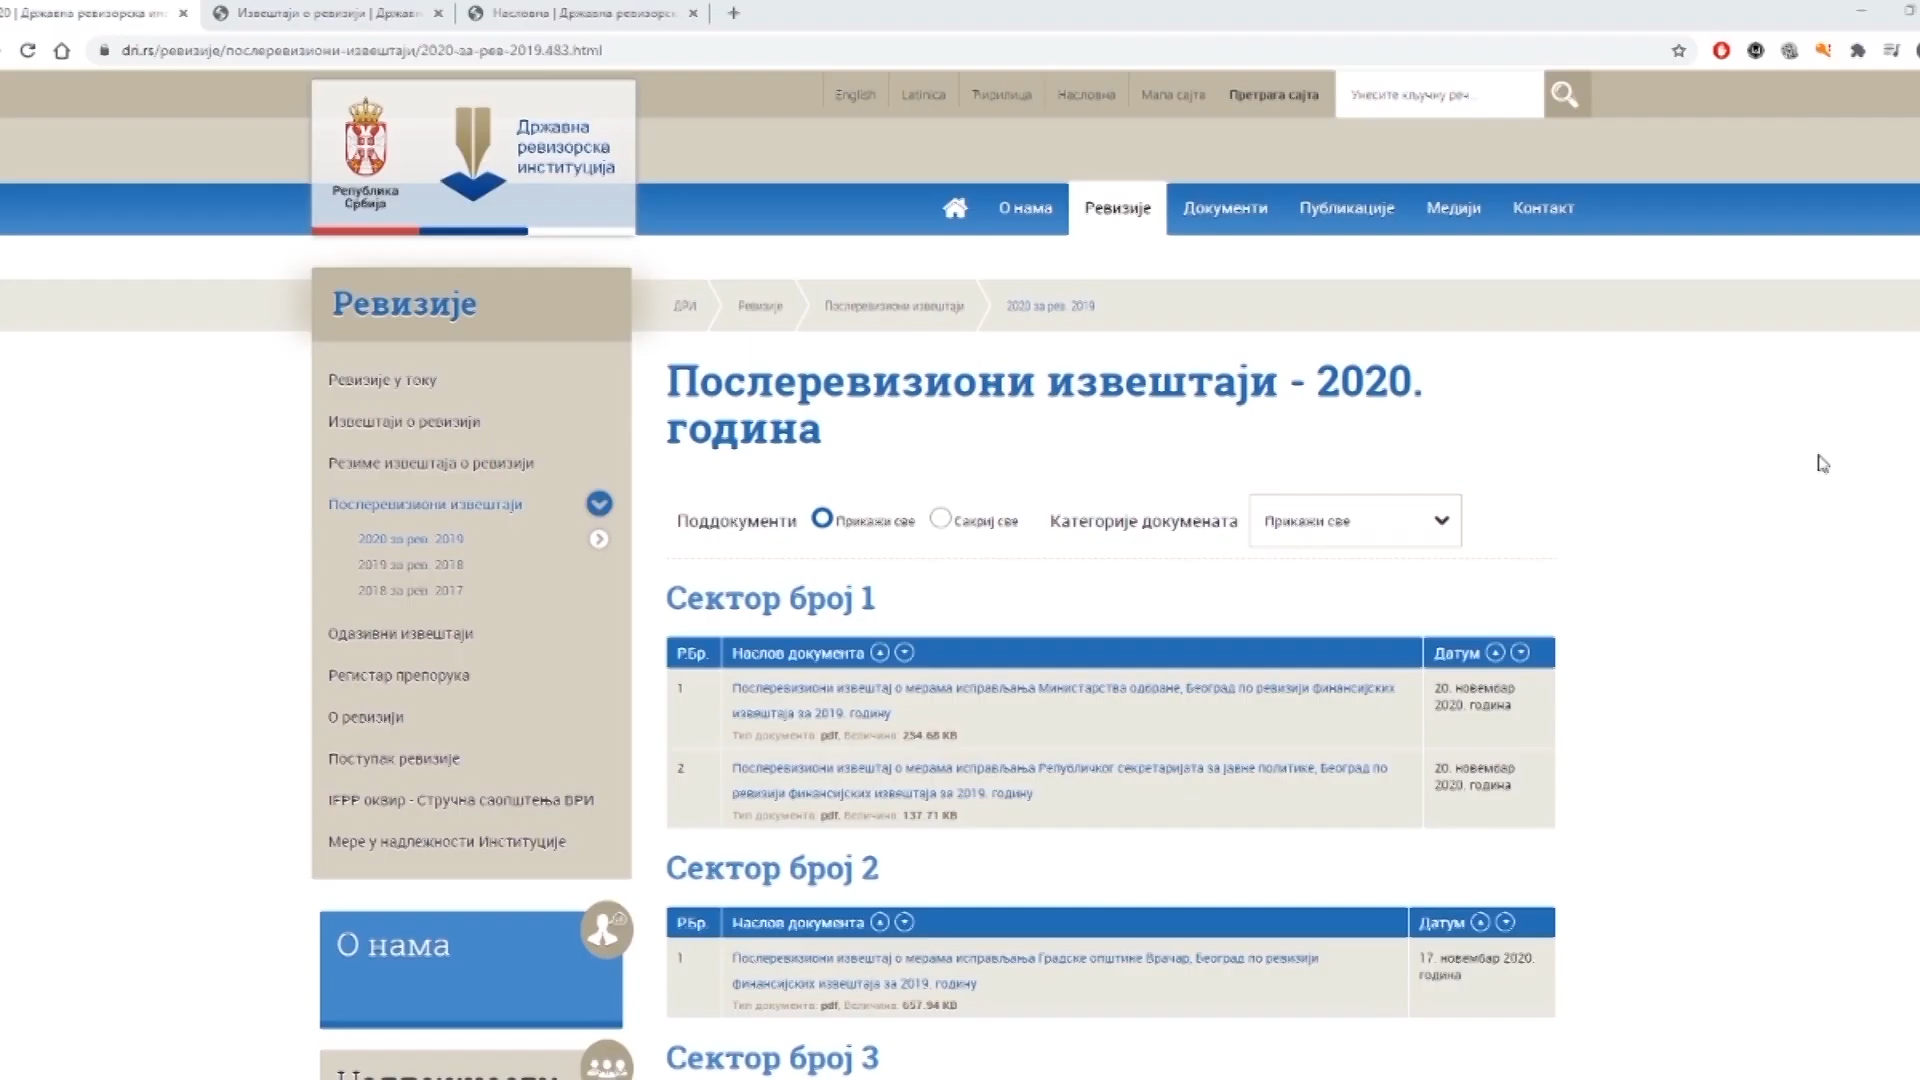 Државна ревизорска
Извештаји о ревизији | Државн
Насловна | Државна ревизорск
dri.rs/ревизије/послеревизиони-извештаји/2020-за-рев-2019.483.html
English Latinica Ћирилица Насловна Мапа сајта Претрага сајта Унесите кључну реч...
Република
Србија
Државна
ревизорска
институција
О нама Ревизије Документи Публикације Медији Контакт
Ревизије
ДРИ Ревизије Послеревизиони извештаји 2020 за рев. 2019
Ревизије у току
Извештаји о ревизији
Резиме извештаја о ревизији
Послеревизиони извештаји
2020 за рев. 2019
2019 за рев. 2018
2018 за рев. 2017
Одазивни извештаји
Регистар препорука
О ревизији
Поступак ревизије
IFPP оквир - Стручна саопштења ВРИ
Мере у надлежности Институције
О нама
Послеревизиони извештаји - 2020.
година
Поддокументи Прикажи све Сакриј све Категорије докумената Прикажи све
Сектор број 1
Р.Бр. Наслов документа Датум
1 Послеревизиони извештај о мерама исправљања Министарства одбране, Београд по ревизији финансијских
извештаја за 2019. годину
Тип документа: pdf, Величина: 254.68 KB
20. новембар
2020. година
2 Послеревизиони извештај о мерама исправљања Републичког секретаријата за јавне политике, Београд по
ревизији финансијских извештаја за 2019. годину
Тип документа: pdf, Величина: 137.71 KB
20. новембар
2020. година
Сектор број 2
Р.Бр. Наслов документа Датум
1 Послеревизиони извештај о мерама исправљања Градске општине Врачар, Београд по ревизији
финансијских извештаја за 2019. годину
Тип документа: pdf, Величина: 657.94 KB
17. новембар 2020.
година
Сектор број 3